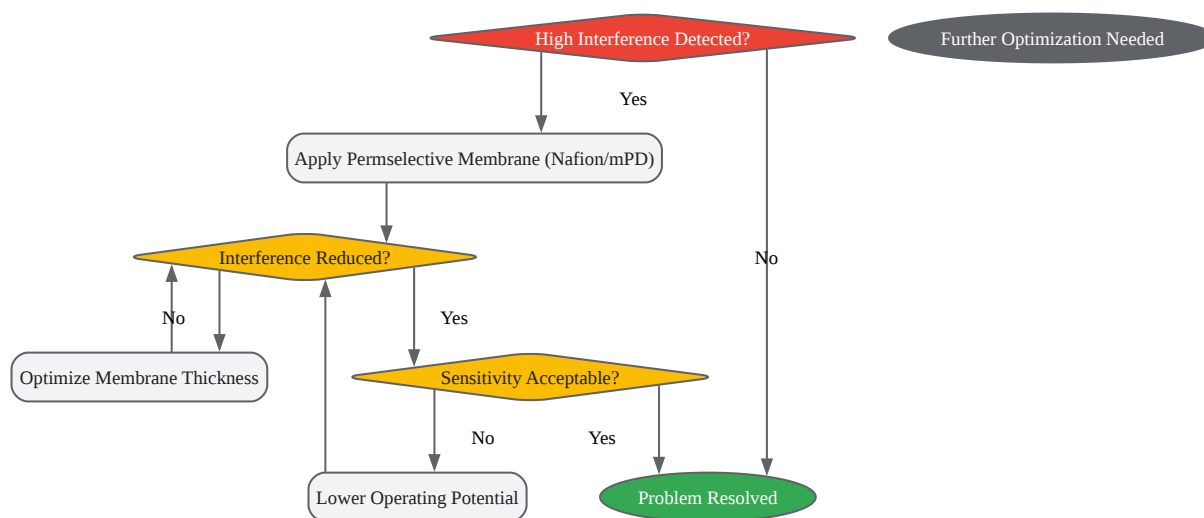 High Interference Detected?
Further Optimization Needed
Yes
Apply Permselective Membrane (Nafion/mPD)
Interference Reduced?
No
No
Yes
Optimize Membrane Thickness
Sensitivity Acceptable?
No
Yes
Lower Operating Potential
Problem Resolved